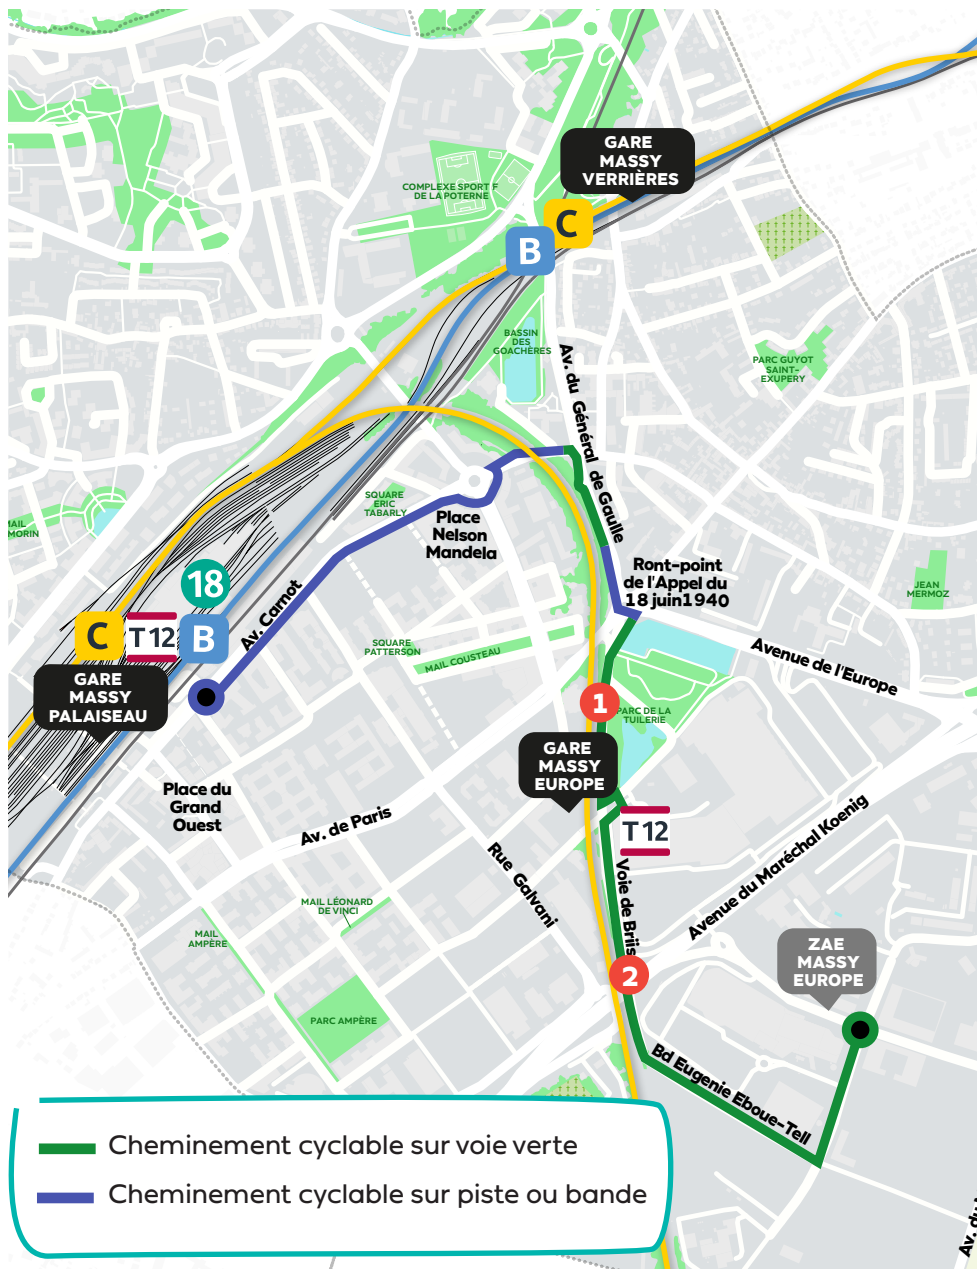 GARE
MASSY
VERRIÈRES
COMPLEXE SPORT F
DE LA POTERNE
C
B
BASSIN
DES
GOACHÈRES
Av. du Général de Gaulle
PARC GUYOT
SAINT-
EXUPERY
SQUARE
ERIC
TABARLY
Place
Nelson
Mandela
MAIL
MORIN
18
Av. Carnot
Ront-point
de l'Appel du
18 juin1940
JEAN
MERMOZ
C
T12
B
SQUARE
PATTERSON
MAIL COUSTEAU
Avenue de l'Europe
GARE
MASSY
PALAISEAU
1
PARC DE LA
TUILERIE
GARE
MASSY
EUROPE
Place du
Grand
Ouest
Av. de Paris
T12
Avenue du Maréchal Koenig
Rue Galvani
Voie de Briis
MAIL LÉONARD
DE VINCI
MAIL
AMPÈRE
ZAE
MASSY
EUROPE
2
PARC AMPÈRE
Bd Eugenie Eboue-Tell
Cheminement cyclable sur voie verte
Cheminement cyclable sur piste ou bande
Av. du